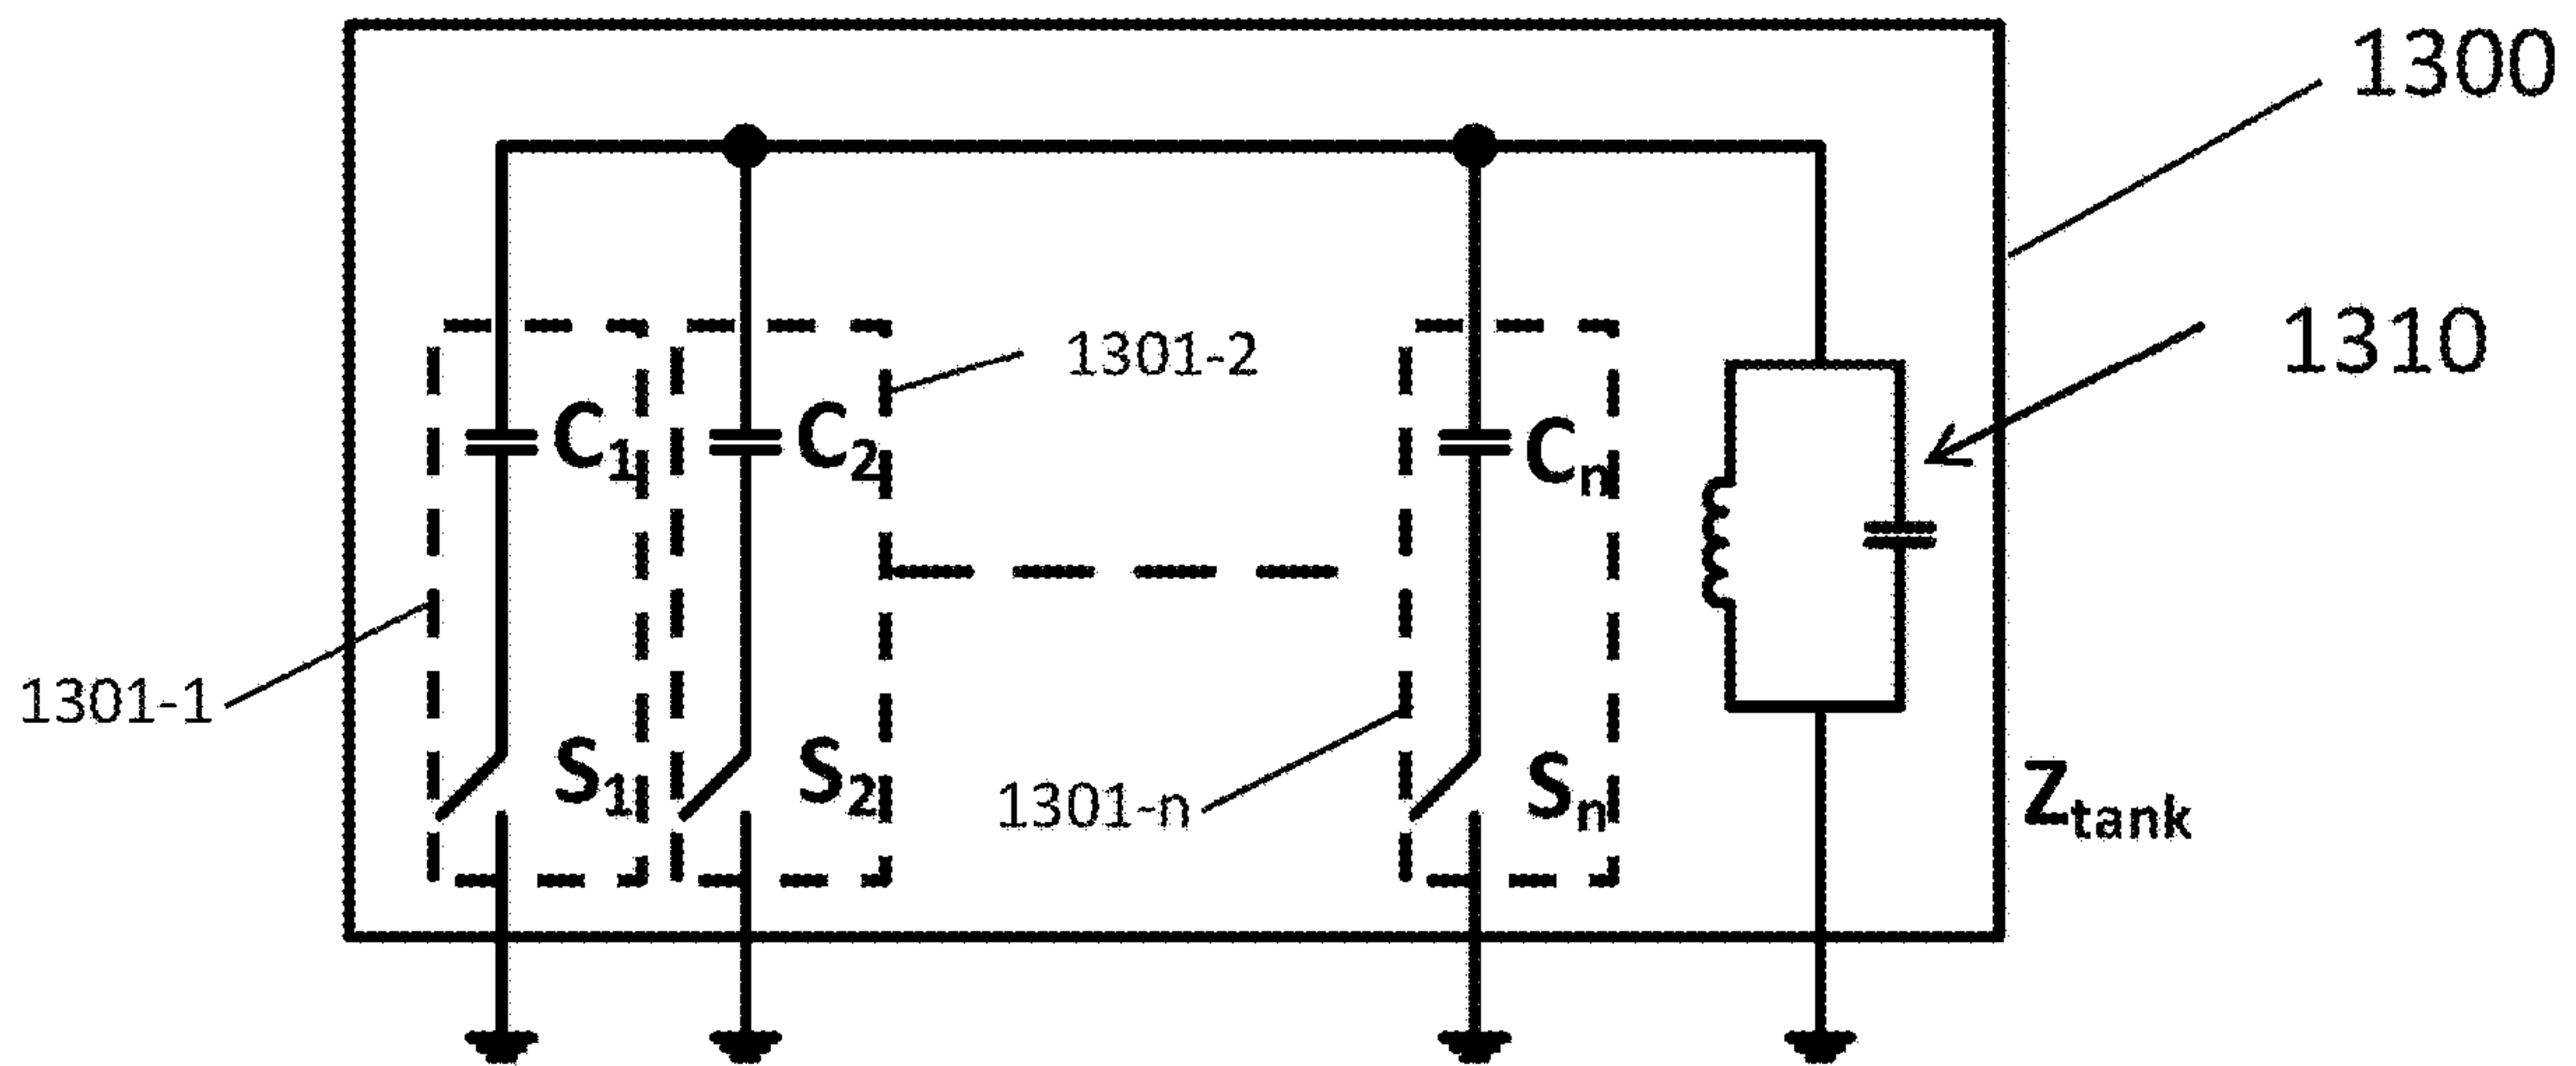 1300
1310
1301-2
C₁
C₂
Cₙ
1301-1
S₁
S₂
1301-n
Sₙ
Zₜₐₙₖ